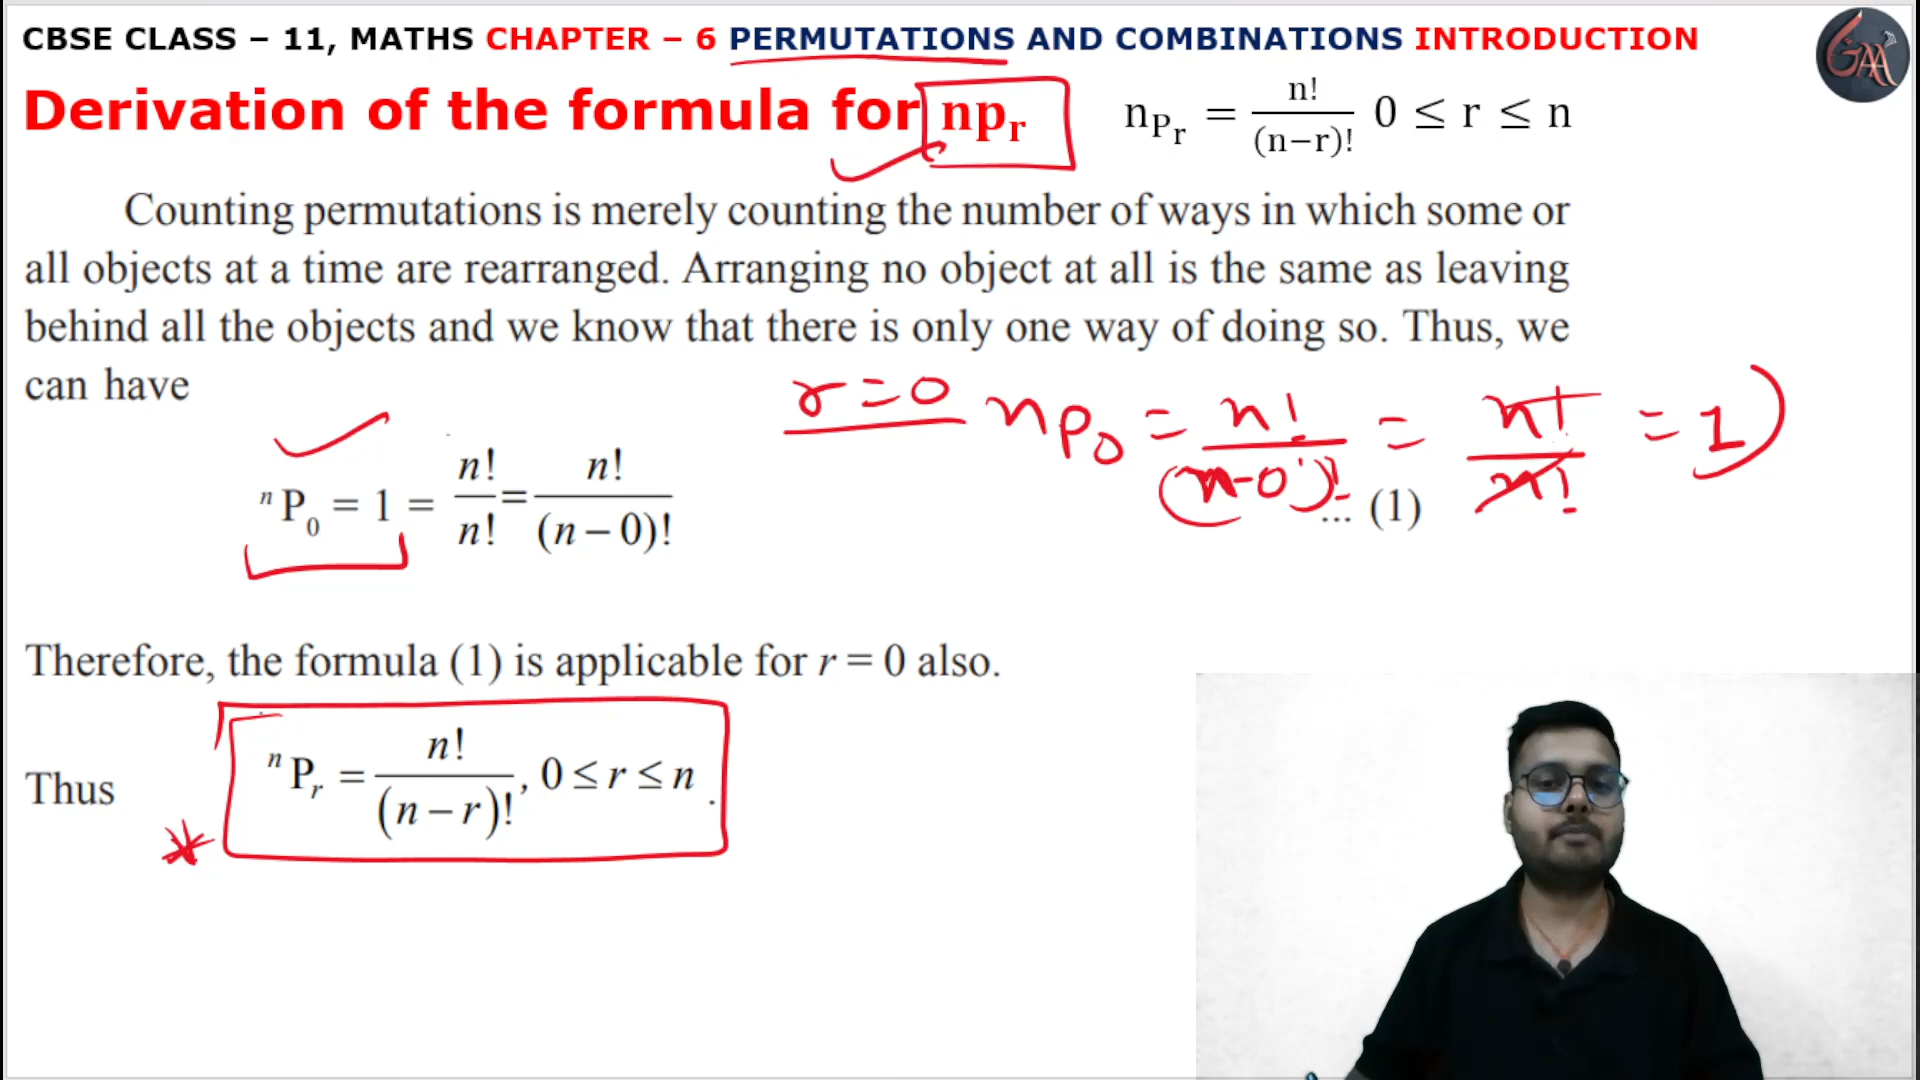 CBSE CLASS – 11, MATHS CHAPTER – 6 PERMUTATIONS AND COMBINATIONS INTRODUCTION
Derivation of the formula for npᵣ  n_Pᵣ = n!/(n−r)! 0 ≤ r ≤ n
Counting permutations is merely counting the number of ways in which some or
all objects at a time are rearranged. Arranging no object at all is the same as leaving
behind all the objects and we know that there is only one way of doing so. Thus, we
can have
r = 0 nP₀ = n!/(n-0)! = n!/n! = 1
ⁿP₀ = 1 = n!/n! = n!/(n – 0)! ... (1)
Therefore, the formula (1) is applicable for r = 0 also.
Thus ⁿPᵣ = n!/(n – r)!, 0 ≤ r ≤ n .